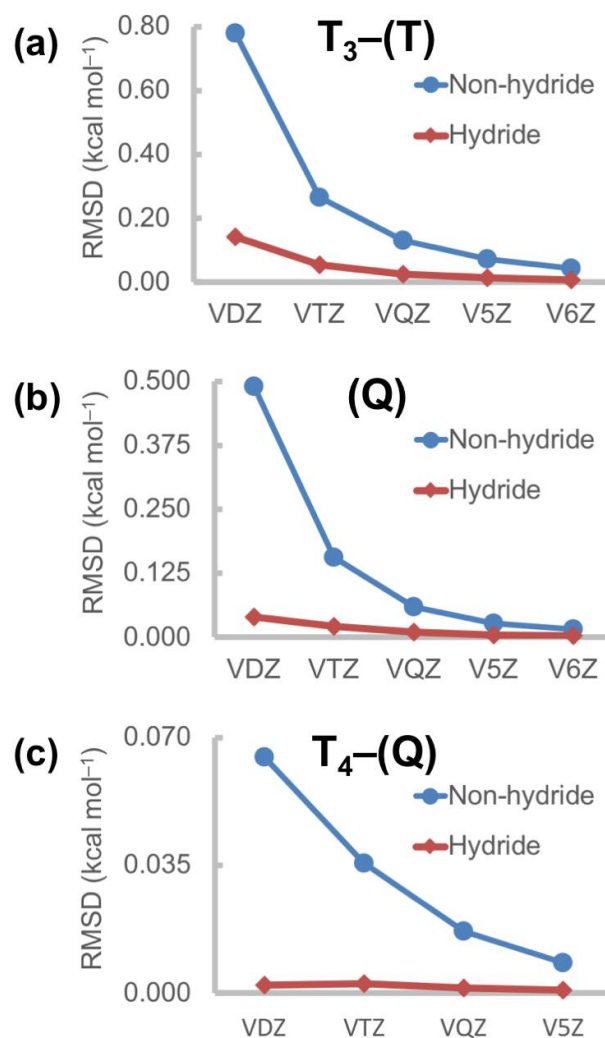 (a)
T₃–(T)
RMSD (kcal mol⁻¹)
0.80
0.60
0.40
0.20
0.00
Non-hydride
Hydride
VDZ VTZ VQZ V5Z V6Z
(b)
(Q)
RMSD (kcal mol⁻¹)
0.500
0.375
0.250
0.125
0.000
Non-hydride
Hydride
VDZ VTZ VQZ V5Z V6Z
(c)
T₄–(Q)
RMSD (kcal mol⁻¹)
0.070
0.035
0.000
Non-hydride
Hydride
VDZ VTZ VQZ V5Z